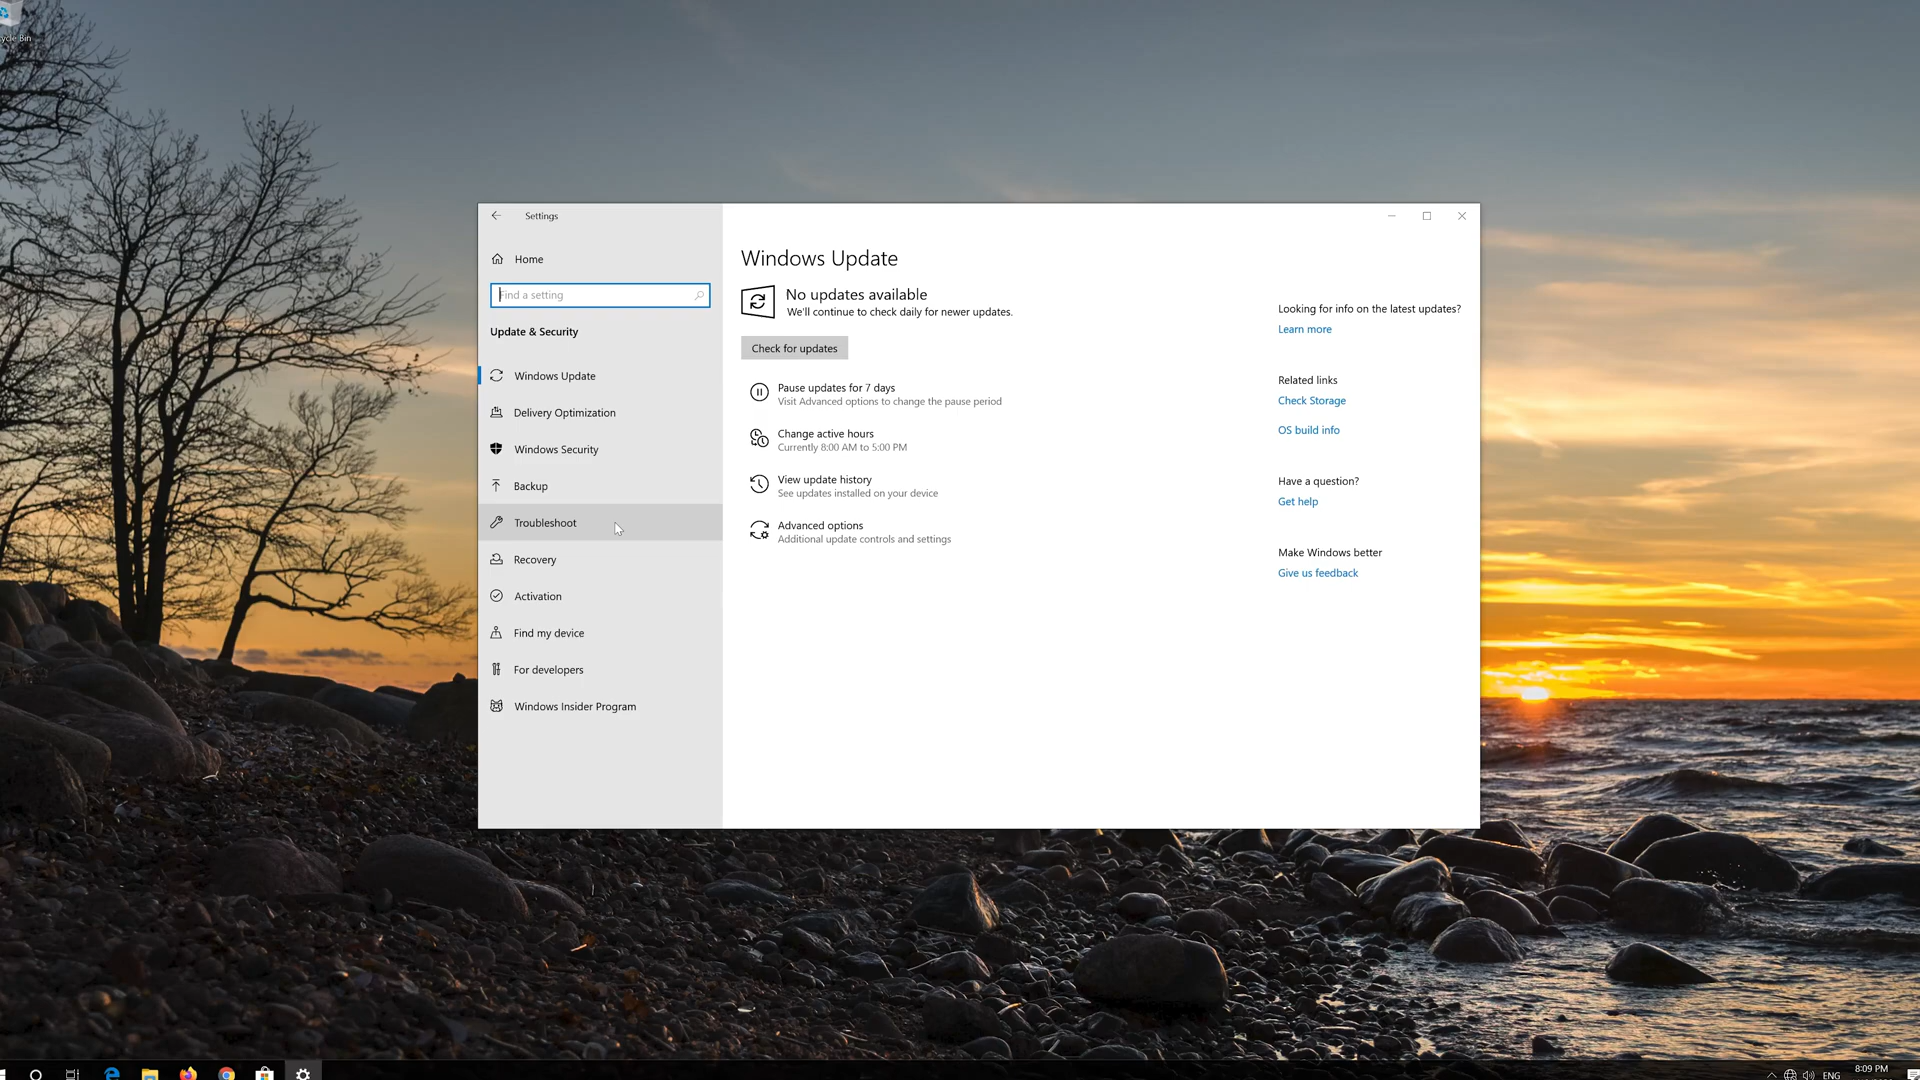 Settings
Home
Find a setting
Update & Security
Windows Update
Delivery Optimization
Windows Security
Backup
Troubleshoot
Recovery
Activation
Find my device
For developers
Windows Insider Program
Windows Update
No updates available
We'll continue to check daily for newer updates.
Check for updates
Pause updates for 7 days
Visit Advanced options to change the pause period
Change active hours
Currently 8:00 AM to 5:00 PM
View update history
See updates installed on your device
Advanced options
Additional update controls and settings
Looking for info on the latest updates?
Learn more
Related links
Check Storage
OS build info
Have a question?
Get help
Make Windows better
Give us feedback
ENG
8:09 PM